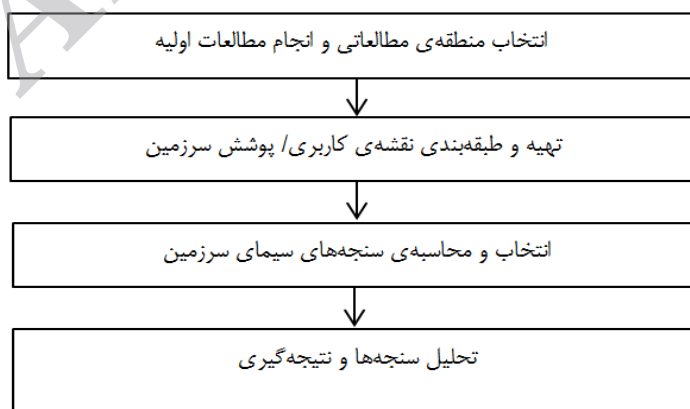 انتخاب منطقه‌ی مطالعاتی و انجام مطالعات اولیه
تهیه و طبقه‌بندی نقشه‌ی کاربری/ پوشش سرزمین
انتخاب و محاسبه‌ی سنجه‌های سیمای سرزمین
تحلیل سنجه‌ها و نتیجه‌گیری